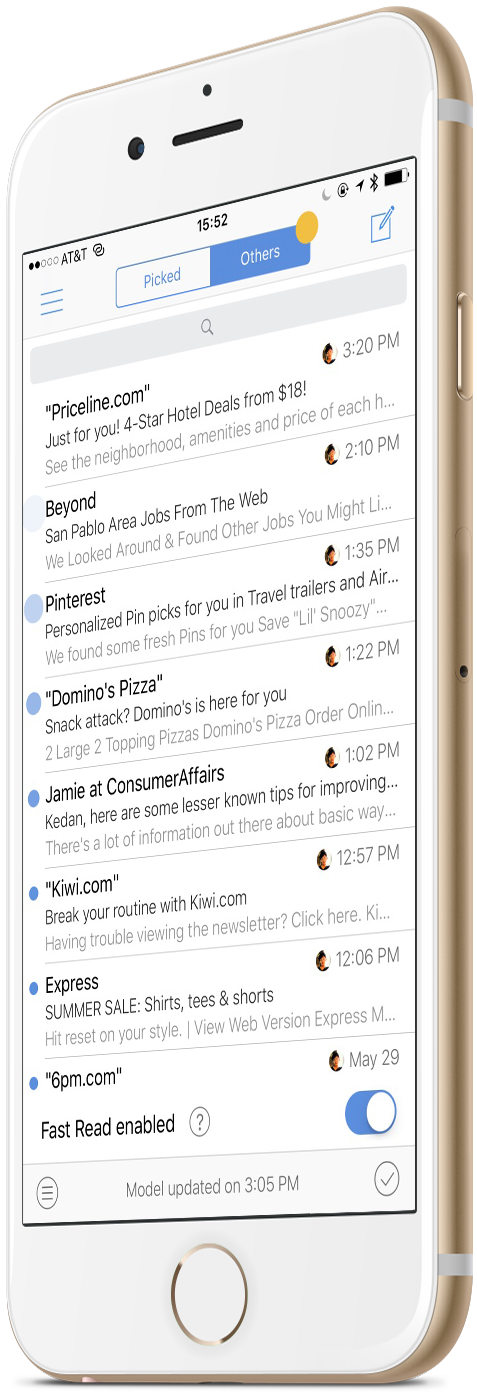 AT&T
15:52
Picked
Others
3:20 PM
"Priceline.com"
Just for you! 4-Star Hotel Deals from $18!
See the neighborhood, amenities and price of each h...
2:10 PM
Beyond
San Pablo Area Jobs From The Web
We Looked Around & Found Other Jobs You Might Li...
1:35 PM
Pinterest
Personalized Pin picks for you in Travel trailers and Air...
We found some fresh Pins for you Save "Lil' Snoozy"...
1:22 PM
"Domino's Pizza"
Snack attack? Domino's is here for you
2 Large 2 Topping Pizzas Domino's Pizza Order Onlin...
1:02 PM
Jamie at ConsumerAffairs
Kedan, here are some lesser known tips for improving...
There's a lot of information out there about basic way...
12:57 PM
"Kiwi.com"
Break your routine with Kiwi.com
Having trouble viewing the newsletter? Click here. Ki...
12:06 PM
Express
SUMMER SALE: Shirts, tees & shorts
Hit reset on your style. | View Web Version Express M...
May 29
"6pm.com"
Fast Read enabled ?
Model updated on 3:05 PM